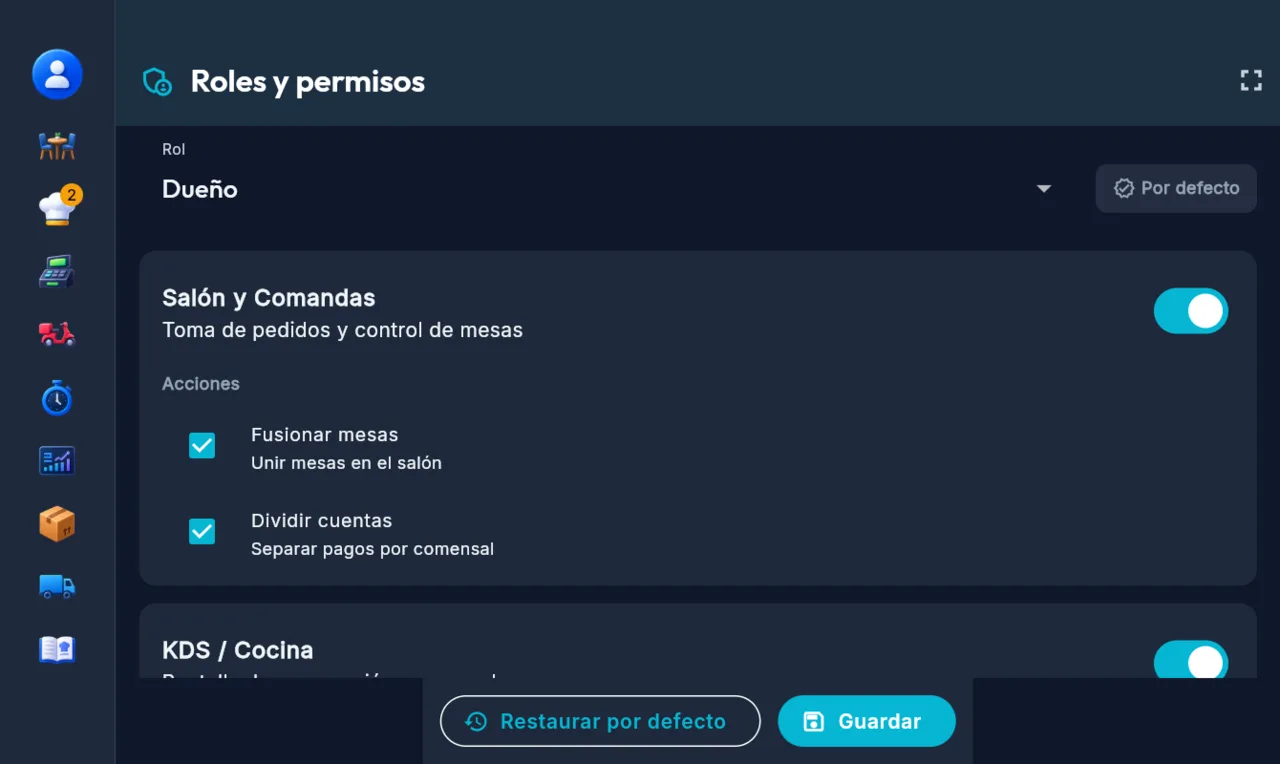 Roles y permisos
Rol
Dueño
Por defecto
2
Salón y Comandas
Toma de pedidos y control de mesas
Acciones
Fusionar mesas
Unir mesas en el salón
Dividir cuentas
Separar pagos por comensal
KDS / Cocina
Restaurar por defecto
Guardar